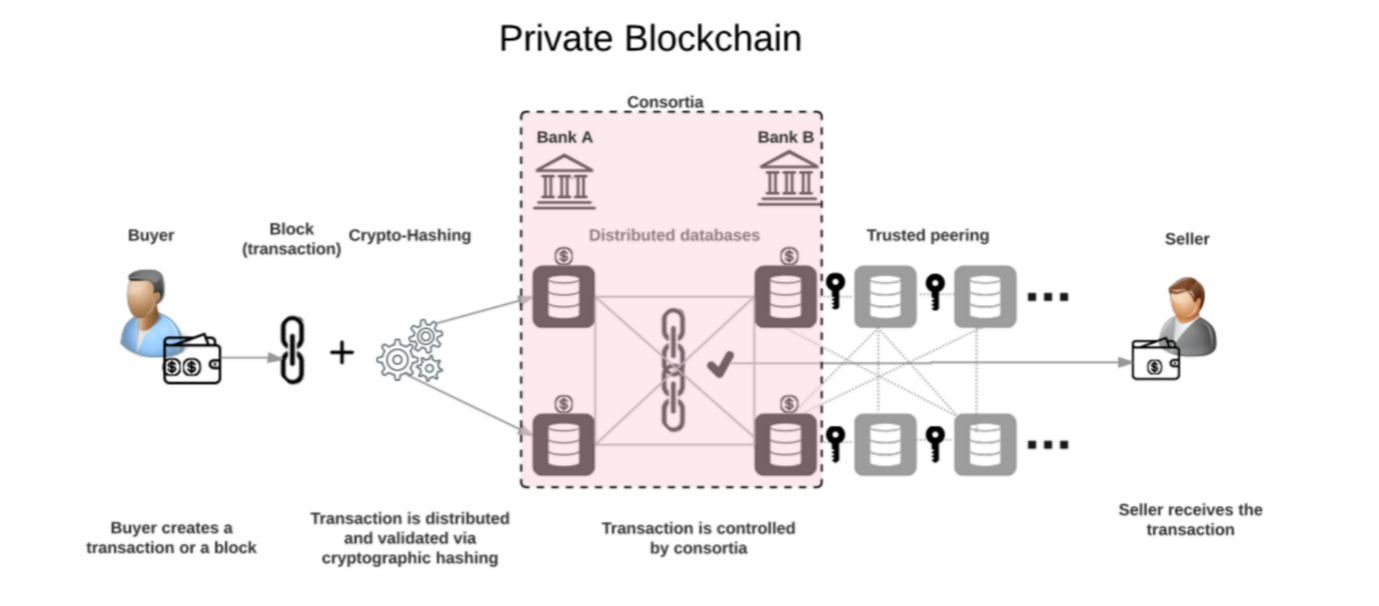 Private Blockchain
Consortia
Bank A
Bank B
Buyer
Block
(transaction)
Crypto-Hashing
Distributed databases
Trusted peering
Seller
Buyer creates a
transaction or a block
Transaction is distributed
and validated via
cryptographic hashing
Transaction is controlled
by consortia
Seller receives the
transaction